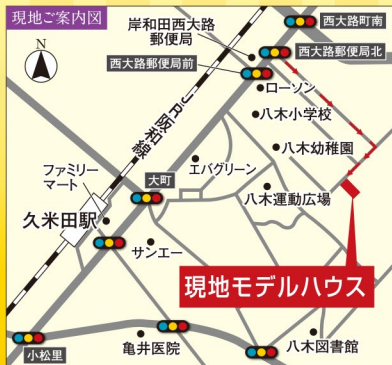 現地ご案内図
N
岸和田西大路
郵便局
西大路町南
西大路郵便局北
西大路郵便局前
ローソン
JR阪和線
八木小学校
八木幼稚園
エバグリーン
ファミリー
マート
大町
八木運動広場
久米田駅
サンエー
現地モデルハウス
小松里
亀井医院
八木図書館